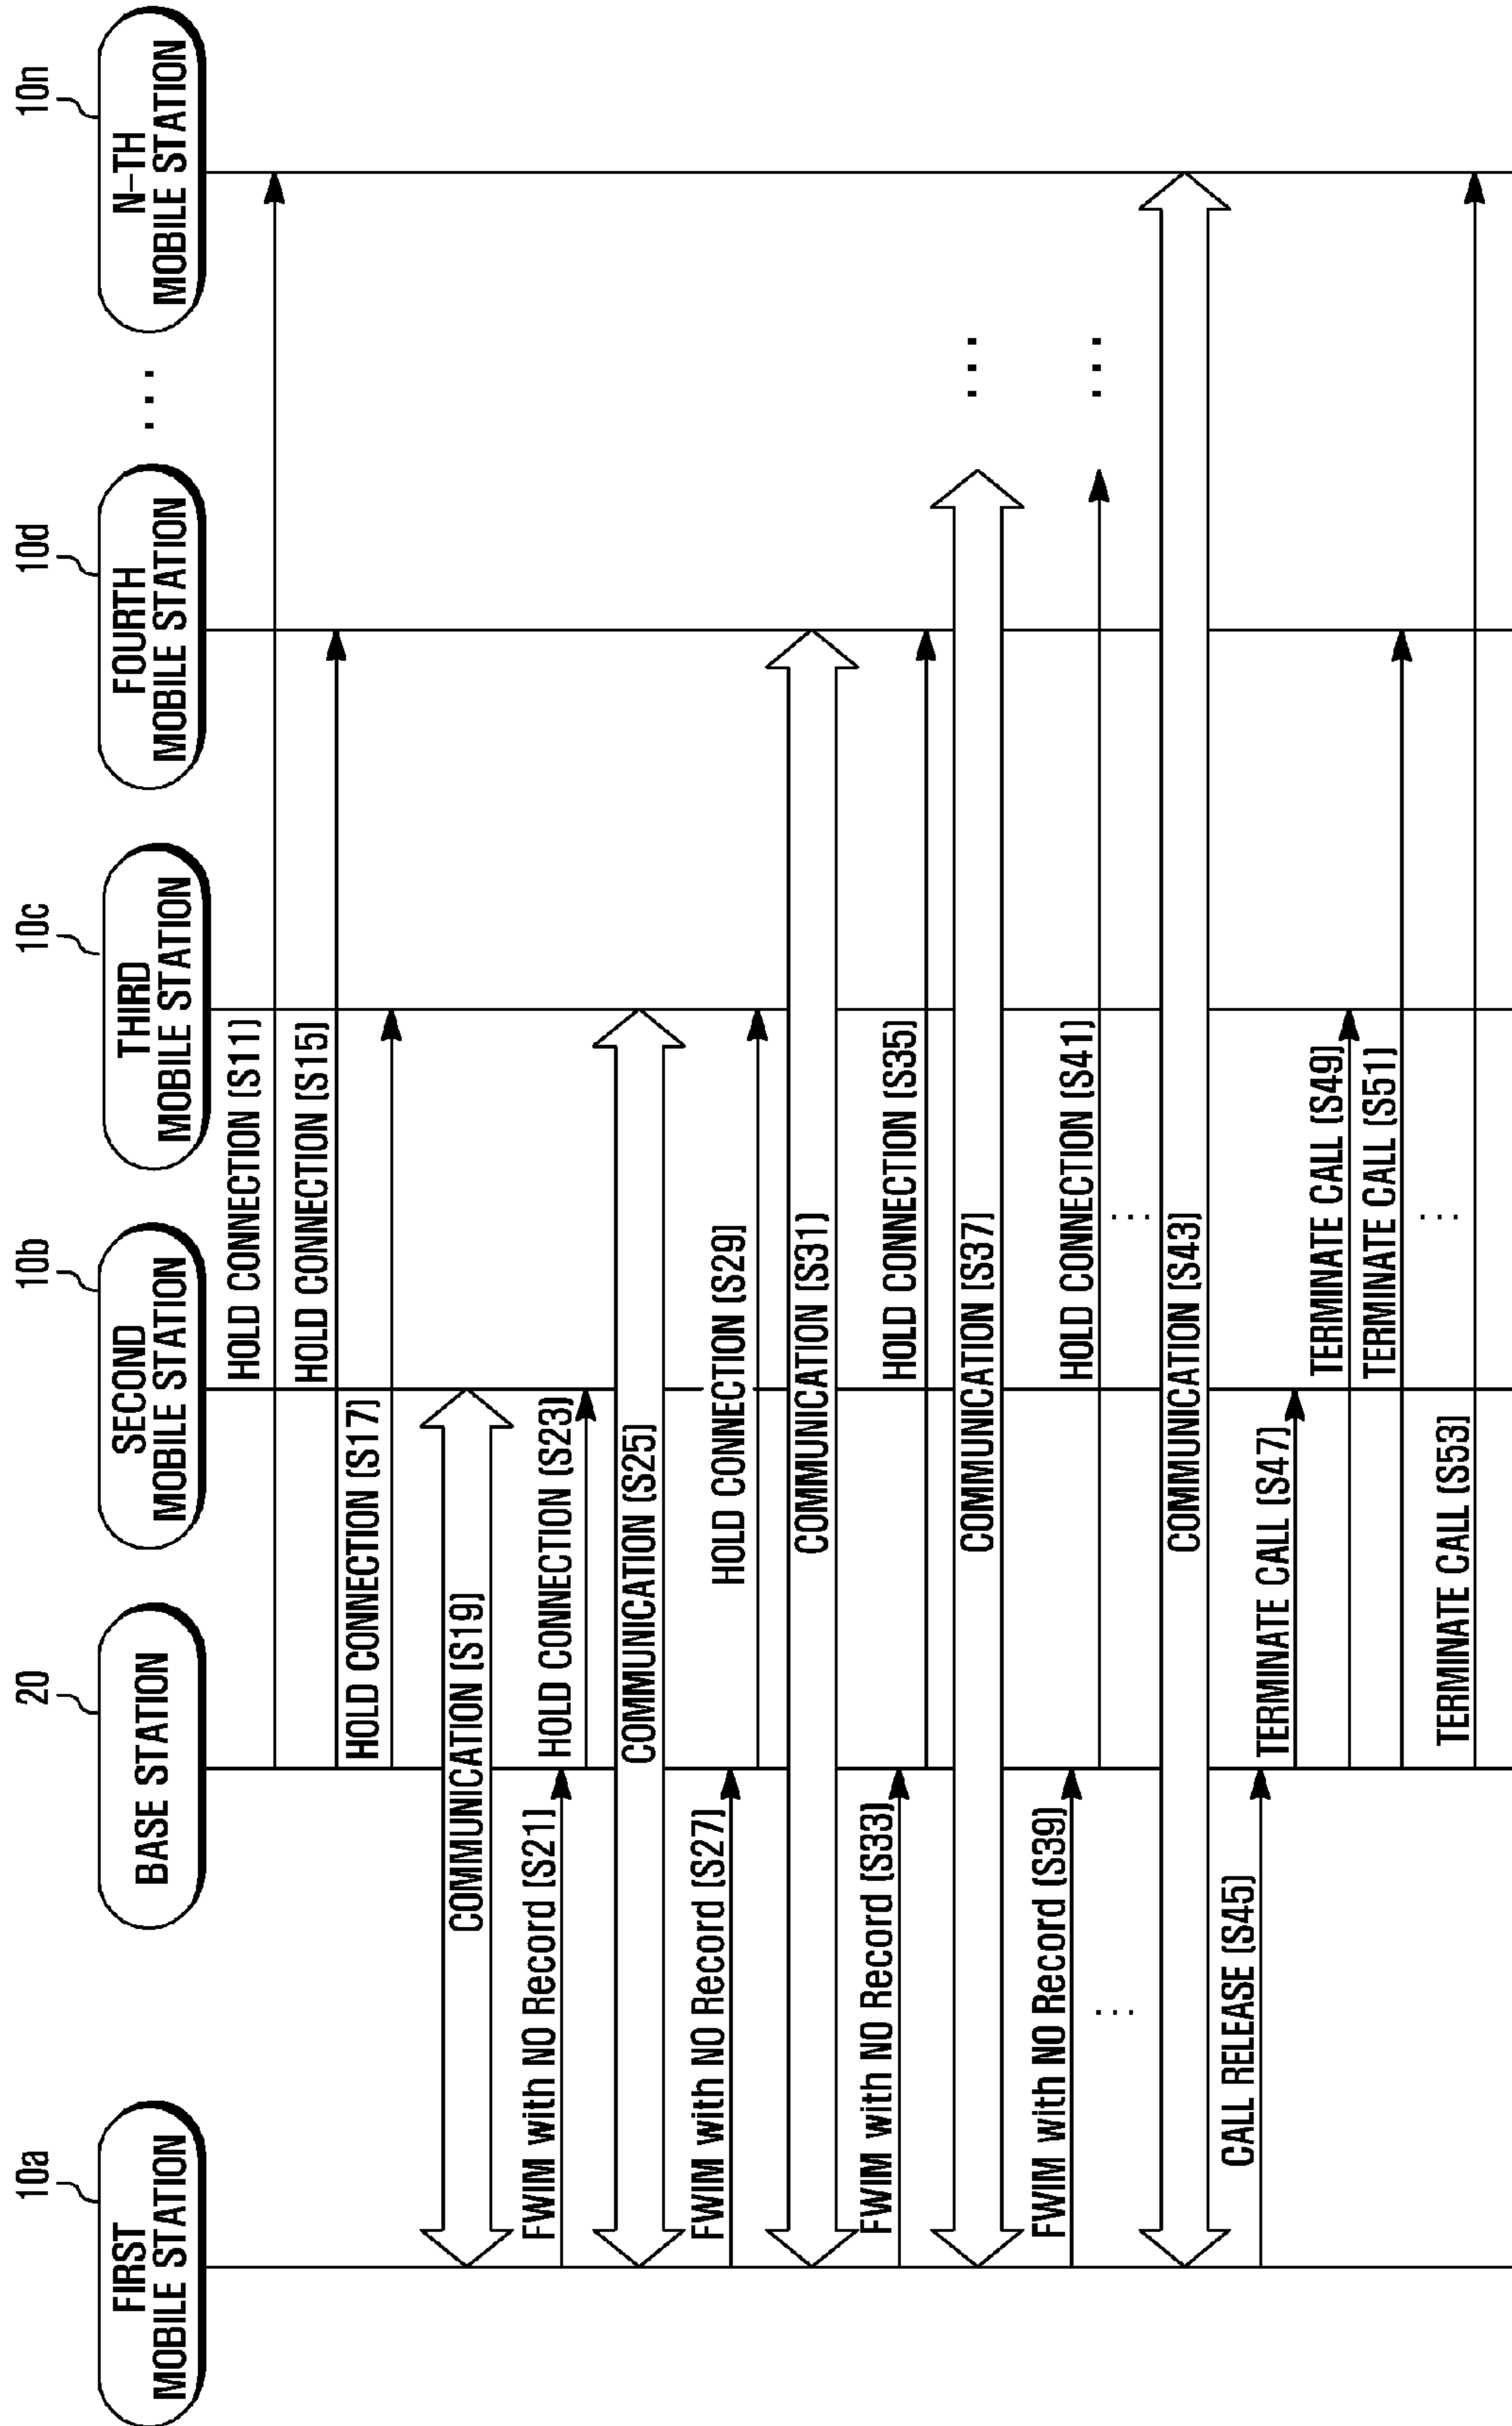 10a
20
10b
10c
10d
10n
FIRST
MOBILE STATION
BASE STATION
SECOND
MOBILE STATION
THIRD
MOBILE STATION
FOURTH
MOBILE STATION
...
N-TH
MOBILE STATION
HOLD CONNECTION (S11)
HOLD CONNECTION (S15)
HOLD CONNECTION (S17)
COMMUNICATION (S19)
FWIM with NO Record (S21)
HOLD CONNECTION (S23)
COMMUNICATION (S25)
FWIM with NO Record (S27)
HOLD CONNECTION (S29)
COMMUNICATION (S31)
FWIM with NO Record (S33)
HOLD CONNECTION (S35)
COMMUNICATION (S37)
...
FWIM with NO Record (S39)
HOLD CONNECTION (S41)
...
...
...
COMMUNICATION (S43)
CALL RELEASE (S45)
TERMINATE CALL (S47)
TERMINATE CALL (S49)
TERMINATE CALL (S51)
...
TERMINATE CALL (S53)